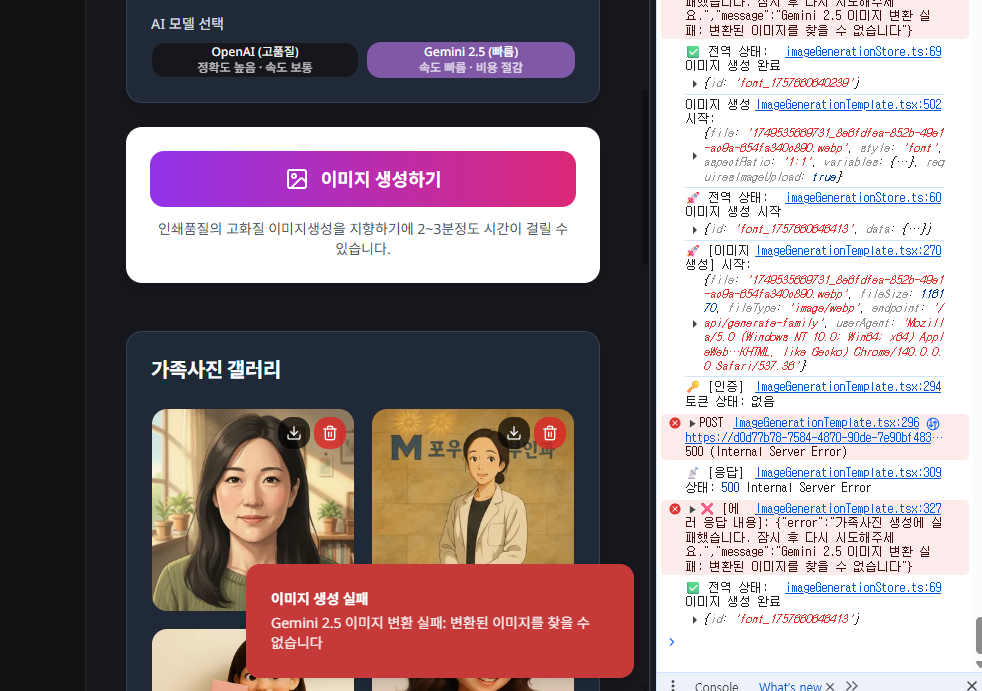 AI 모델 선택
OpenAI (고품질)
정확도 높음 · 속도 보통
Gemini 2.5 (빠름)
속도 빠름 · 비용 절감
이미지 생성하기
인쇄품질의 고화질 이미지생성을 지향하기에 2~3분정도 시간이 걸릴 수
있습니다.
가족사진 갤러리
M 포우
부인과
이미지 생성 실패
Gemini 2.5 이미지 변환 실패: 변환된 이미지를 찾을 수
없습니다
패했습니다. 잠시 후 다시 시도해주세
요.","message":"Gemini 2.5 이미지 변환 실
패: 변환된 이미지를 찾을 수 없습니다"}
✅ 전역 상태: imageGenerationStore.ts:69
이미지 생성 완료
{id: 'font_1757660640239'}
이미지 생성 ImageGenerationTemplate.tsx:502
시작:
{file: '1749535669731_8a6fdfea-852b-49e1
-ao9a-654fa340o890.webp', style: 'font',
aspectRatio: '1:1', variables: {…}, req
uiresImageUpload: true}
🚀 전역 상태: imageGenerationStore.ts:60
이미지 생성 시작
{id: 'font_1757660646413', data: {…}}
🚀 [이미지 ImageGenerationTemplate.tsx:270
생성] 시작:
{file: '1749535669731_8a6fdfea-852b-49e1
-ao9a-654fa340o890.webp', fileSize: 1161
70, fileType: 'image/webp', endpoint: '/
api/generate-family', userAgent: 'Mozill
a/5.0 (Windows NT 10.0; Win64; x64) Appl
eWeb…KHTML, like Gecko) Chrome/140.0.0.
0 Safari/537.36'}
🔑 [인증] ImageGenerationTemplate.tsx:294
토큰 상태: 없음
POST ImageGenerationTemplate.tsx:296
https://d0d77b78-7584-4870-90de-7e90bf483…
500 (Internal Server Error)
📡 [응답] ImageGenerationTemplate.tsx:309
상태: 500 Internal Server Error
❌ [에 ImageGenerationTemplate.tsx:327
러 응답 내용]: {"error":"가족사진 생성에 실
패했습니다. 잠시 후 다시 시도해주세
요.","message":"Gemini 2.5 이미지 변환 실
패: 변환된 이미지를 찾을 수 없습니다"}
✅ 전역 상태: imageGenerationStore.ts:69
이미지 생성 완료
{id: 'font_1757660646413'}
Console
What's new